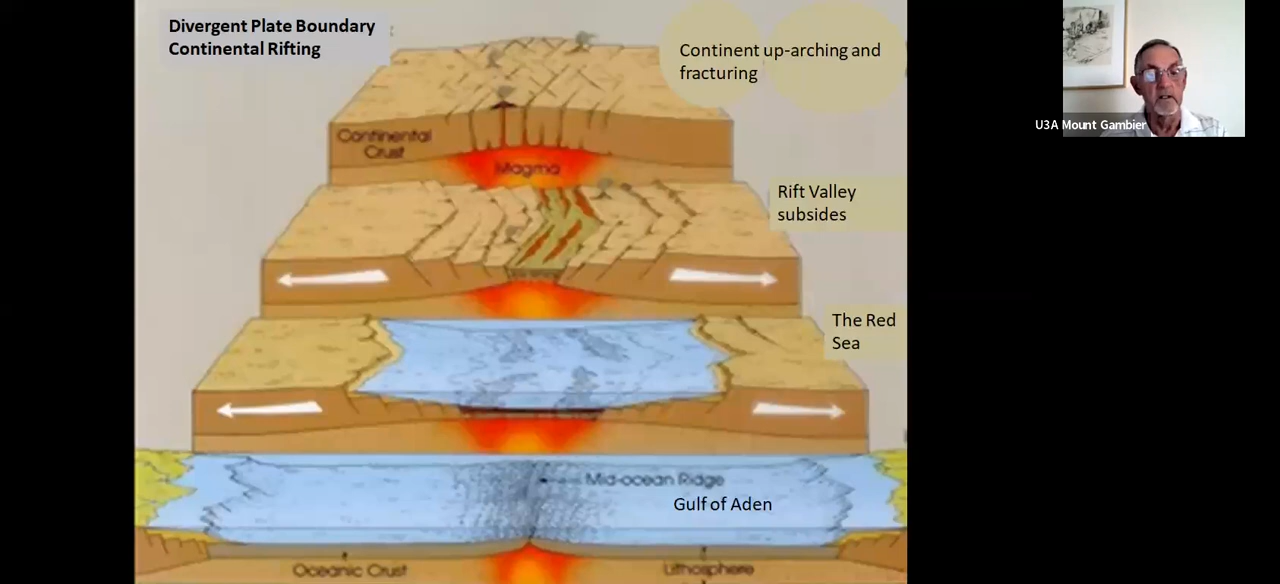 Divergent Plate Boundary
Continental Rifting
Continent up-arching and
fracturing
U3A Mount Gambier
Continental
Crust
Magma
Rift Valley
subsides
The Red
Sea
Mid-ocean Ridge
Gulf of Aden
Oceanic Crust
Lithosphere